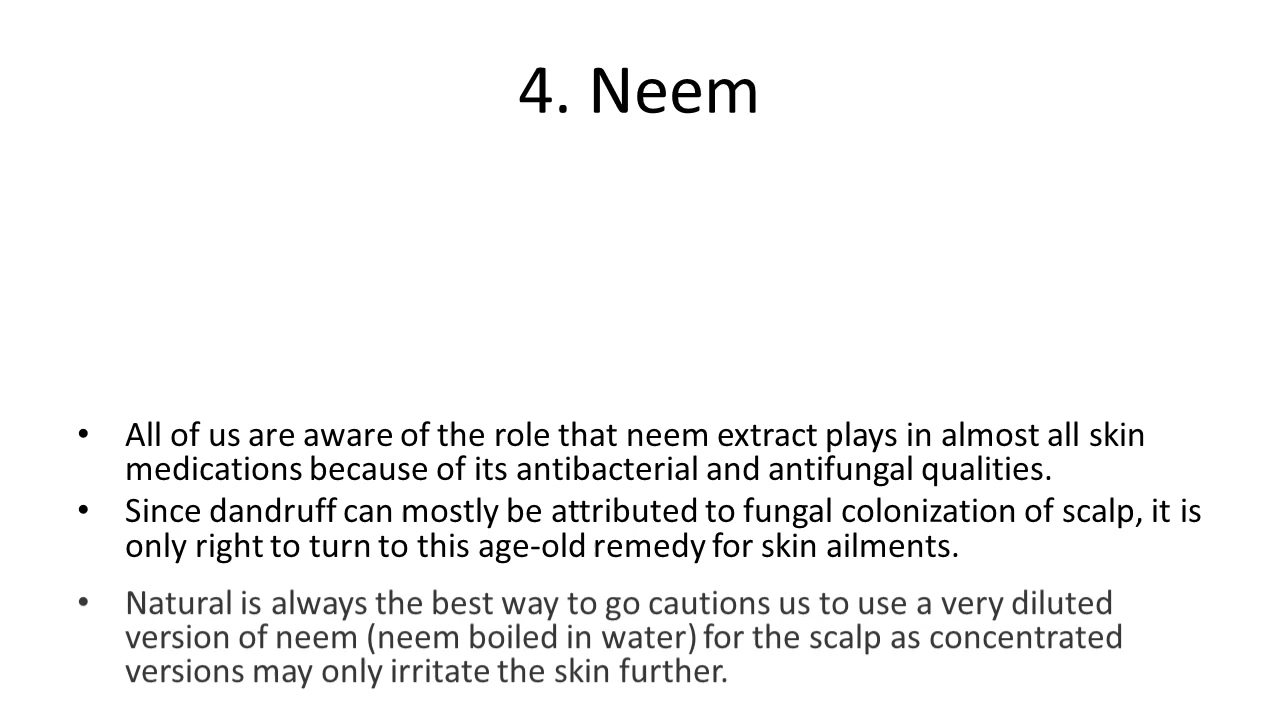 4. Neem
• All of us are aware of the role that neem extract plays in almost all skin
medications because of its antibacterial and antifungal qualities.
• Since dandruff can mostly be attributed to fungal colonization of scalp, it is
only right to turn to this age-old remedy for skin ailments.
• Natural is always the best way to go cautions us to use a very diluted
version of neem (neem boiled in water) for the scalp as concentrated
versions may only irritate the skin further.